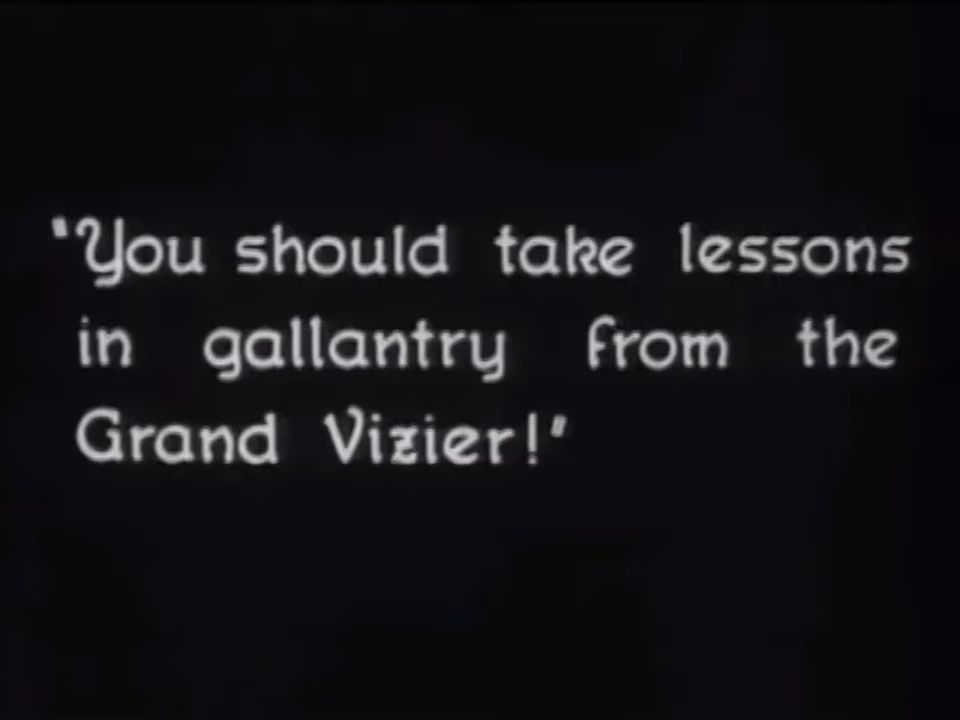 "You should take lessons
in gallantry from the
Grand Vizier!"